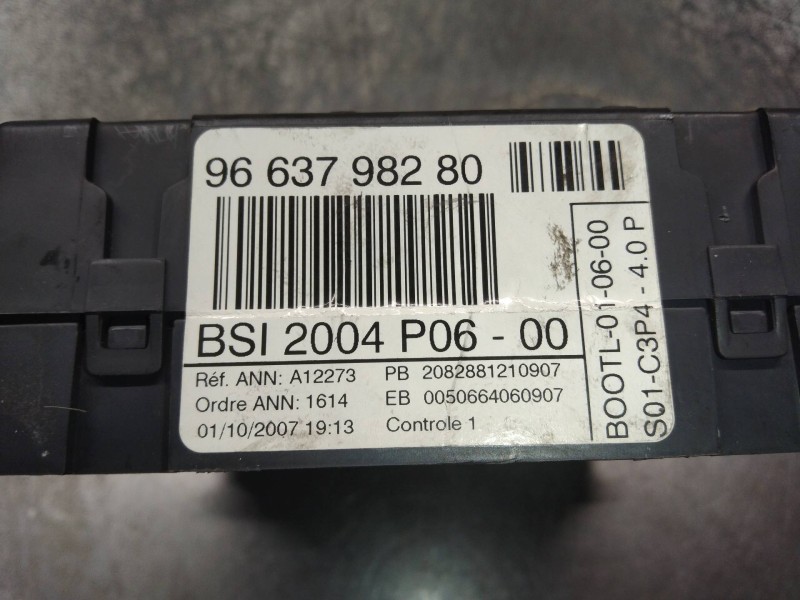 96 637 982 80
BSI 2004 P06 - 00
Réf. ANN: A12273 PB 2082881210907
Ordre ANN: 1614 EB 0050664060907
01/10/2007 19:13 Controle 1
BOOTL-01-06-00
S01-C3P4 - 4.0 P